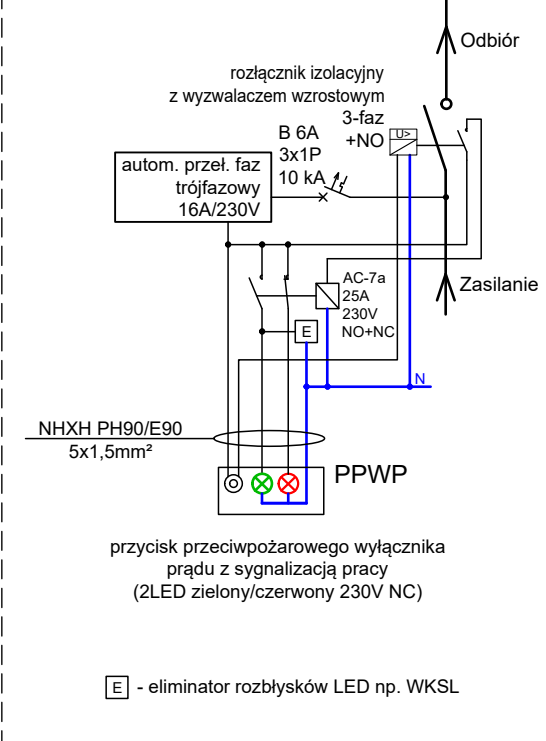 Odbiór
rozłącznik izolacyjny
z wyzwalaczem wzrostowym
3-faz
+NO
U>
B 6A
3x1P
10 kA
autom. przeł. faz
trójfazowy
16A/230V
Zasilanie
AC-7a
25A
230V
NO+NC
E
N
NHXH PH90/E90
5x1,5mm²
PPWP
przycisk przeciwpożarowego wyłącznika
prądu z sygnalizacją pracy
(2LED zielony/czerwony 230V NC)
E - eliminator rozbłysków LED np. WKSL